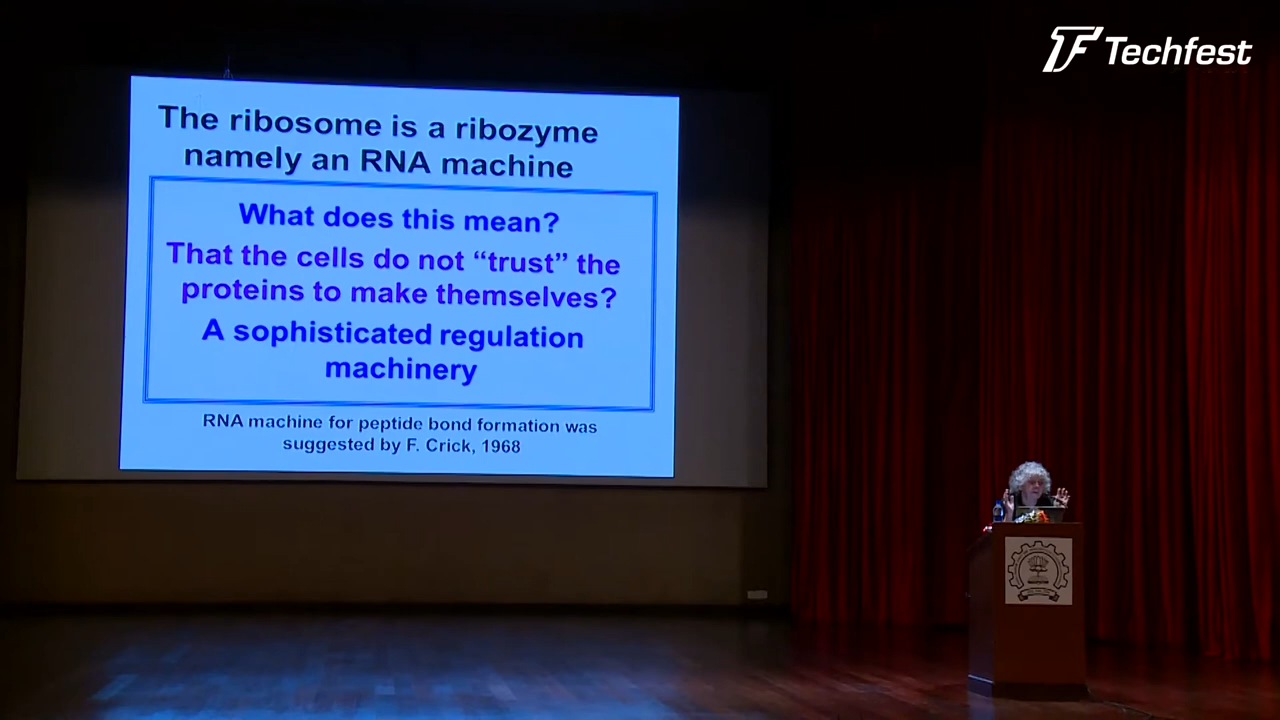 TF Techfest
The ribosome is a ribozyme
namely an RNA machine
What does this mean?
That the cells do not “trust” the
proteins to make themselves?
A sophisticated regulation
machinery
RNA machine for peptide bond formation was
suggested by F. Crick, 1968